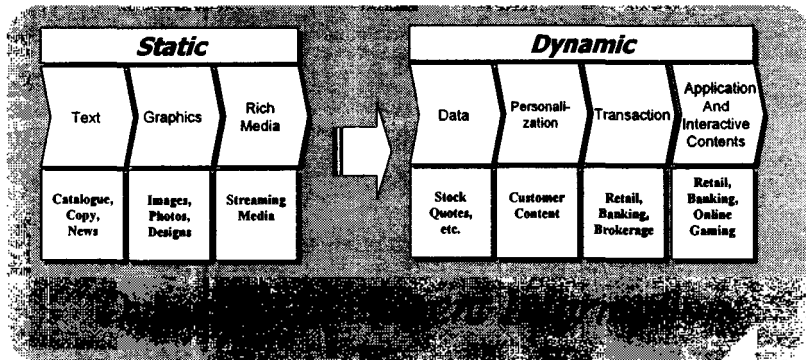 Static
Text
Graphics
Rich
Media
Catalogue,
Copy,
News
Images,
Photos,
Designs
Streaming
Media
Dynamic
Data
Personali-
zation
Transaction
Application
And
Interactive
Contents
Stock
Quotes,
etc.
Customer
Content
Retail,
Banking,
Brokerage
Retail,
Banking,
Online
Gaming